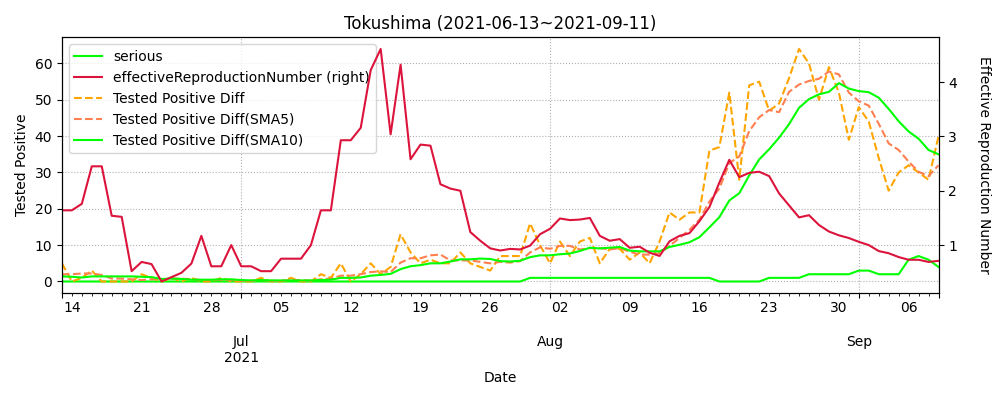 Tokushima (2021-06-13~2021-09-11)
serious
effectiveReproductionNumber (right)
Tested Positive Diff
Tested Positive Diff(SMA5)
Tested Positive Diff(SMA10)
Tested Positive
60
50
40
30
20
10
0
4
3
2
1
Effective Reproduction Number
14 21 28 05 12 19 26 02 09 16 23 30 06
Jul Aug Sep
2021
Date